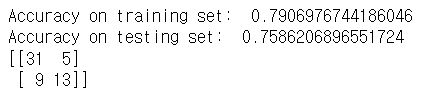 Accuracy on training set:  0.7906976744186046
Accuracy on testing set:  0.7586206896551724
[[31  5]
 [ 9 13]]